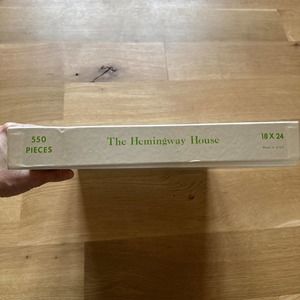 550
PIECES
The Hemingway House
18 X 24